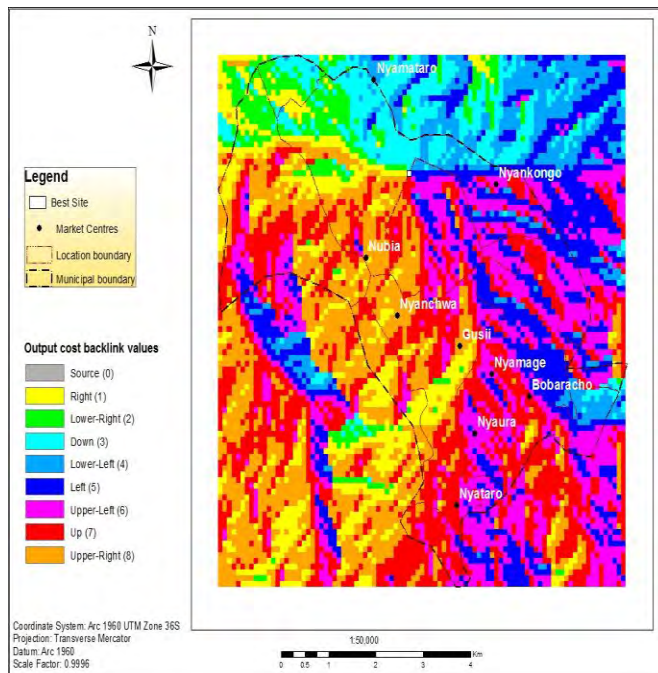 N
Nyamataro
Nyankongo
Nubia
Nyanchwa
Gusii
Nyamage
Bobaracho
Nyaura
Nyataro
Legend
Best Site
Market Centres
Location boundary
Municipal boundary
Output cost backlink values
Source (0)
Right (1)
Lower-Right (2)
Down (3)
Lower-Left (4)
Left (5)
Upper-Left (6)
Up (7)
Upper-Right (8)
Coordinate System: Arc 1960 UTM Zone 36S
Projection: Transverse Mercator
Datum: Arc 1960
Scale Factor: 0.9996
1:50,000
0 0.5 1 2 3 4 Km